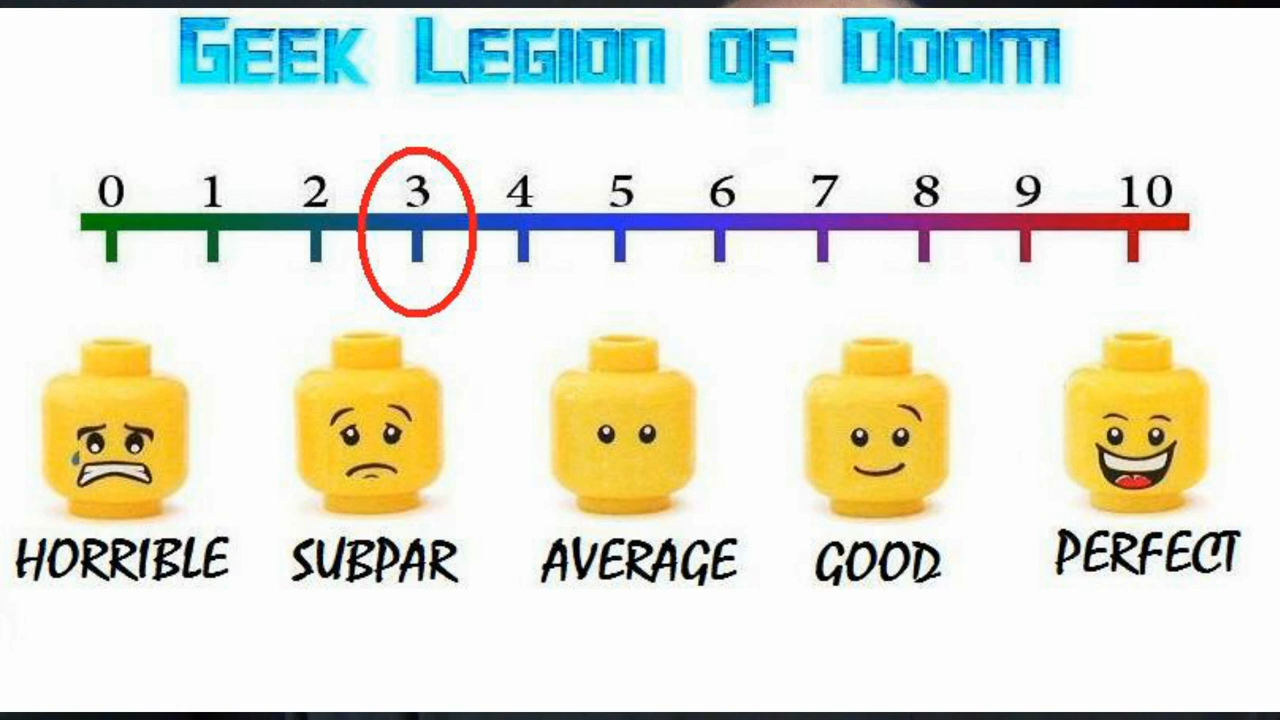 Geek Legion of Doom
0 1 2 3 4 5 6 7 8 9 10
HORRIBLE SUBPAR AVERAGE GOOD PERFECT